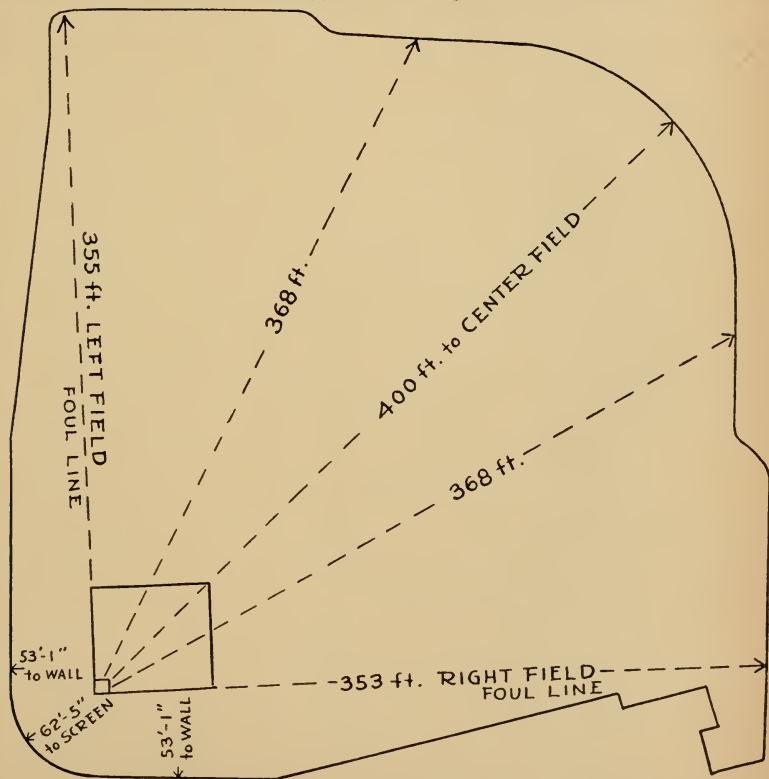 355 ft. LEFT FIELD
FOUL LINE
368 ft.
400 ft. to CENTER FIELD
368 ft.
353 ft. RIGHT FIELD
FOUL LINE
53'-1"
to WALL
62'-5"
to SCREEN
53'-1"
to WALL